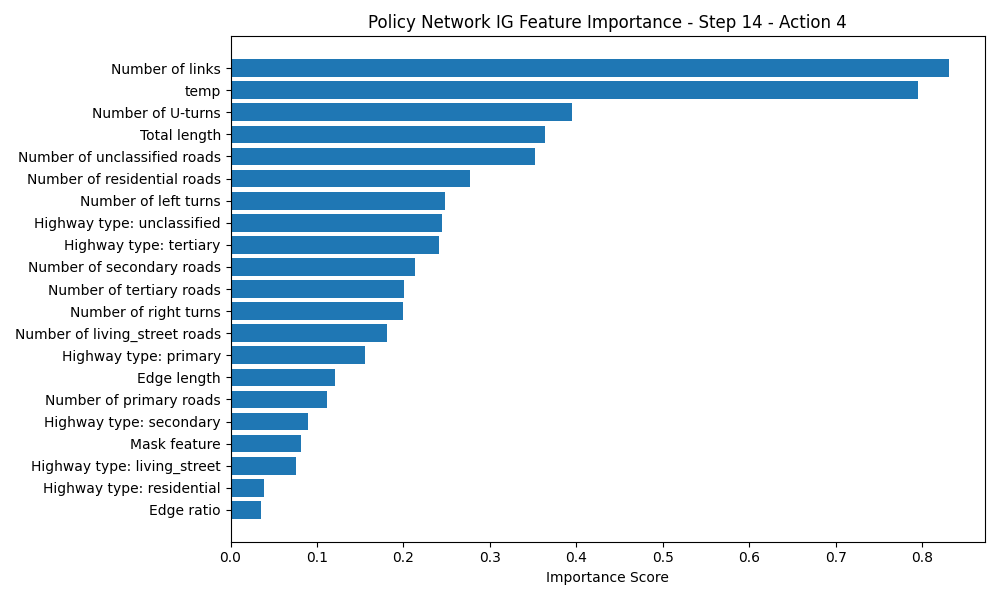 Policy Network IG Feature Importance - Step 14 - Action 4
Number of links
temp
Number of U-turns
Total length
Number of unclassified roads
Number of residential roads
Number of left turns
Highway type: unclassified
Highway type: tertiary
Number of secondary roads
Number of tertiary roads
Number of right turns
Number of living_street roads
Highway type: primary
Edge length
Number of primary roads
Highway type: secondary
Mask feature
Highway type: living_street
Highway type: residential
Edge ratio
0.0 0.1 0.2 0.3 0.4 0.5 0.6 0.7 0.8
Importance Score